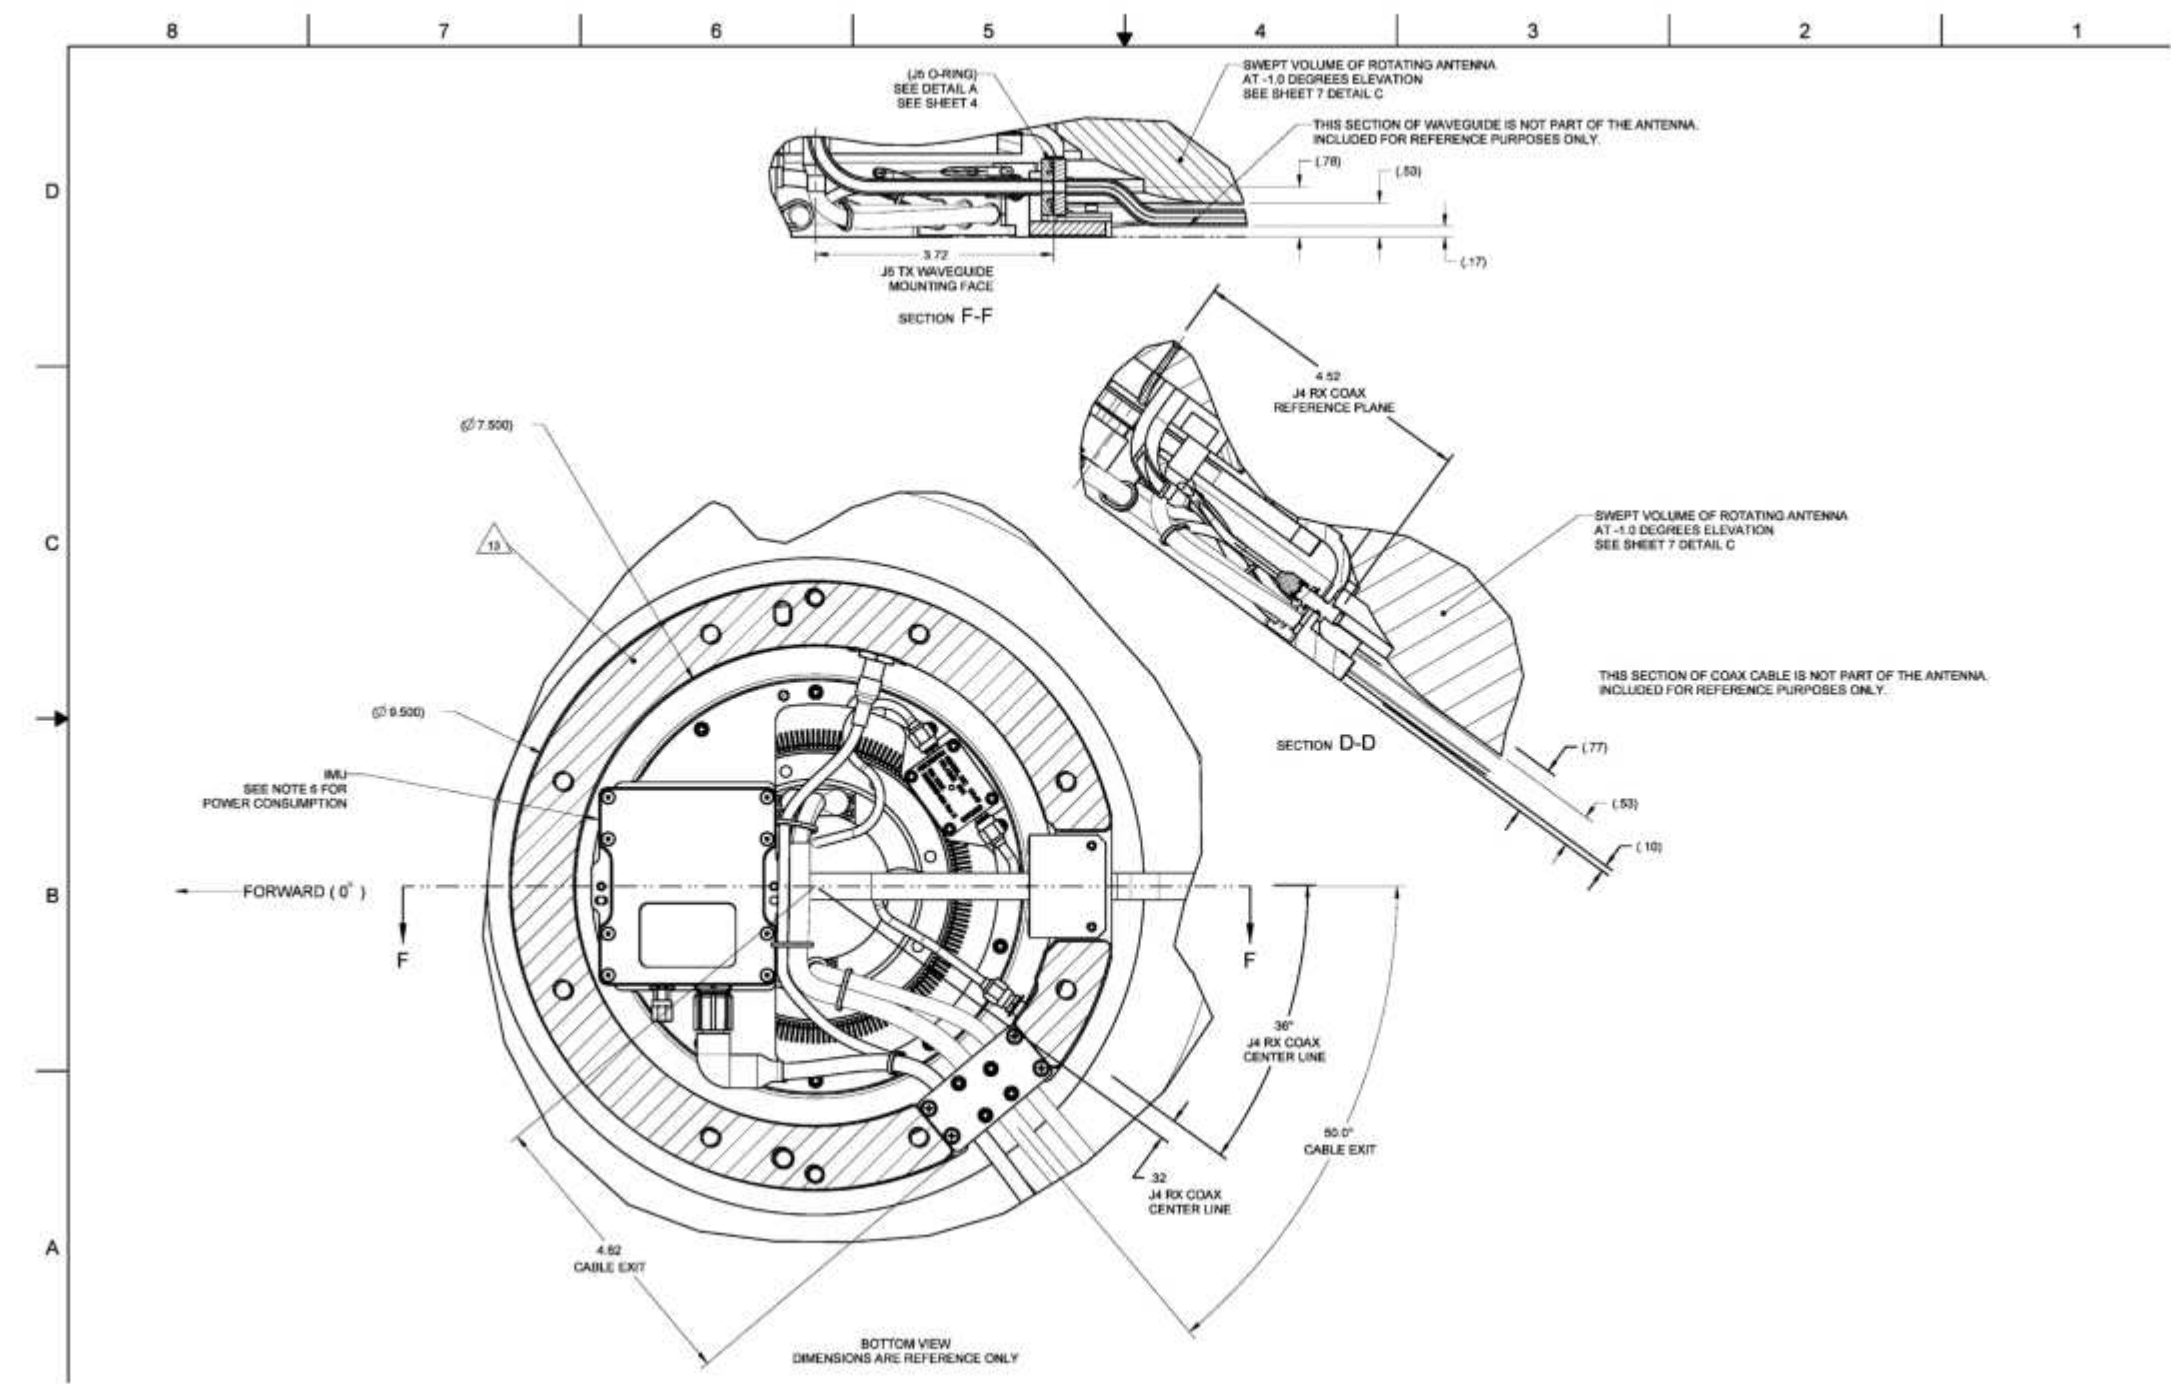 8 7 6 5 4 3 2 1
D
C
B
A
(J5 O-RING)
SEE DETAIL A
SEE SHEET 4
SWEPT VOLUME OF ROTATING ANTENNA
AT -1.0 DEGREES ELEVATION
SEE SHEET 7 DETAIL C
THIS SECTION OF WAVEGUIDE IS NOT PART OF THE ANTENNA.
INCLUDED FOR REFERENCE PURPOSES ONLY.
(.78)
(.53)
(.17)
3.72
J5 TX WAVEGUIDE
MOUNTING FACE
SECTION F-F
4.52
J4 RX COAX
REFERENCE PLANE
(Ø 7.500)
13
SWEPT VOLUME OF ROTATING ANTENNA
AT -1.0 DEGREES ELEVATION
SEE SHEET 7 DETAIL C
THIS SECTION OF COAX CABLE IS NOT PART OF THE ANTENNA.
INCLUDED FOR REFERENCE PURPOSES ONLY.
(Ø 9.500)
SECTION D-D
(.77)
(.53)
(.10)
IMU
SEE NOTE 6 FOR
POWER CONSUMPTION
FORWARD ( 0° )
F
F
36°
J4 RX COAX
CENTER LINE
50.0°
CABLE EXIT
.32
J4 RX COAX
CENTER LINE
4.62
CABLE EXIT
BOTTOM VIEW
DIMENSIONS ARE REFERENCE ONLY